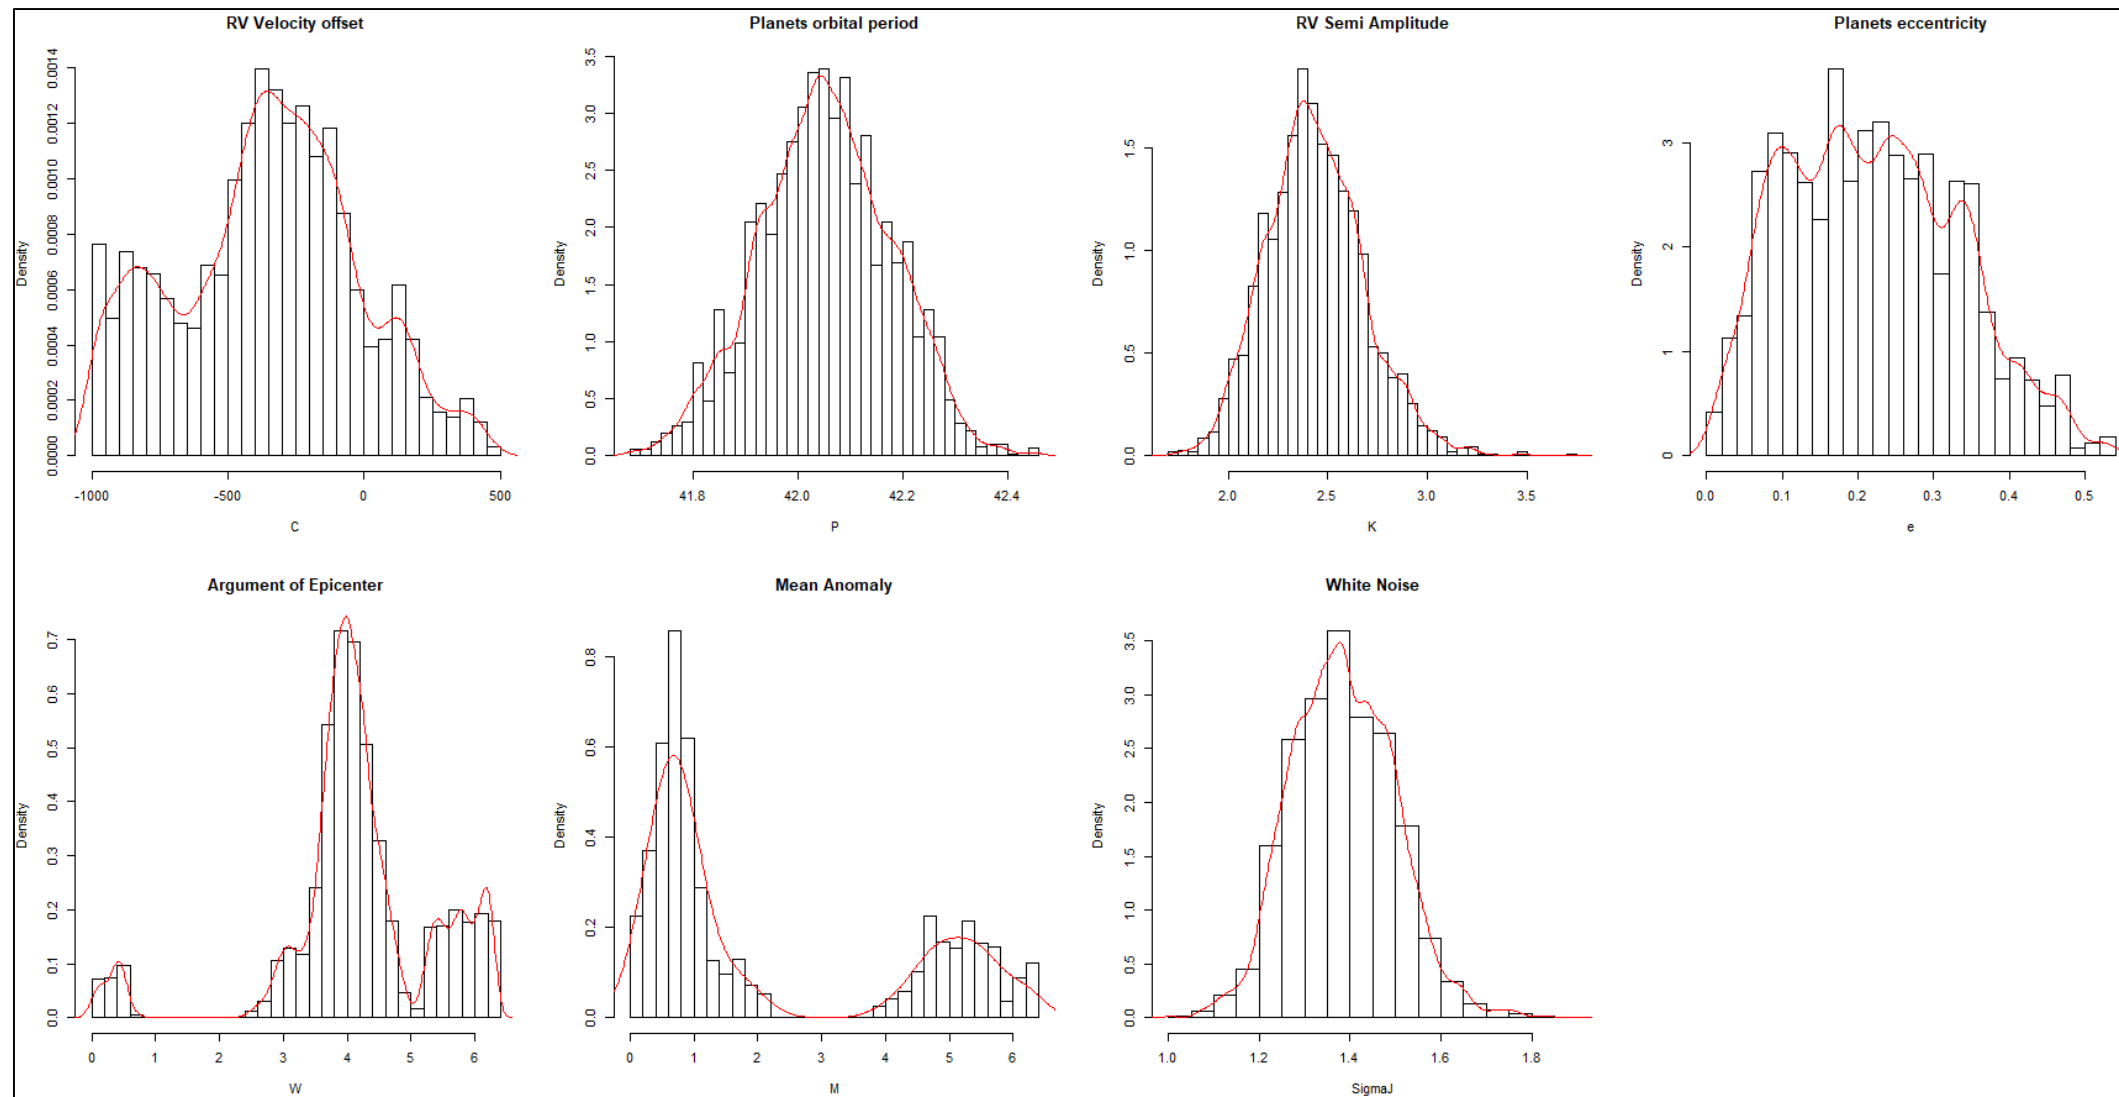 RV Velocity offset
Density
0.0000 0.0002 0.0004 0.0006 0.0008 0.0010 0.0012 0.0014
-1000 -500 0 500
C
Planets orbital period
Density
0.0 0.5 1.0 1.5 2.0 2.5 3.0 3.5
41.8 42.0 42.2 42.4
P
RV Semi Amplitude
Density
0.0 0.5 1.0 1.5
2.0 2.5 3.0 3.5
K
Planets eccentricity
Density
0 1 2 3
0.0 0.1 0.2 0.3 0.4 0.5
e
Argument of Epicenter
Density
0.0 0.1 0.2 0.3 0.4 0.5 0.6 0.7
0 1 2 3 4 5 6
W
Mean Anomaly
Density
0.0 0.2 0.4 0.6 0.8
0 1 2 3 4 5 6
M
White Noise
Density
0.0 0.5 1.0 1.5 2.0 2.5 3.0 3.5
1.0 1.2 1.4 1.6 1.8
SigmaJ